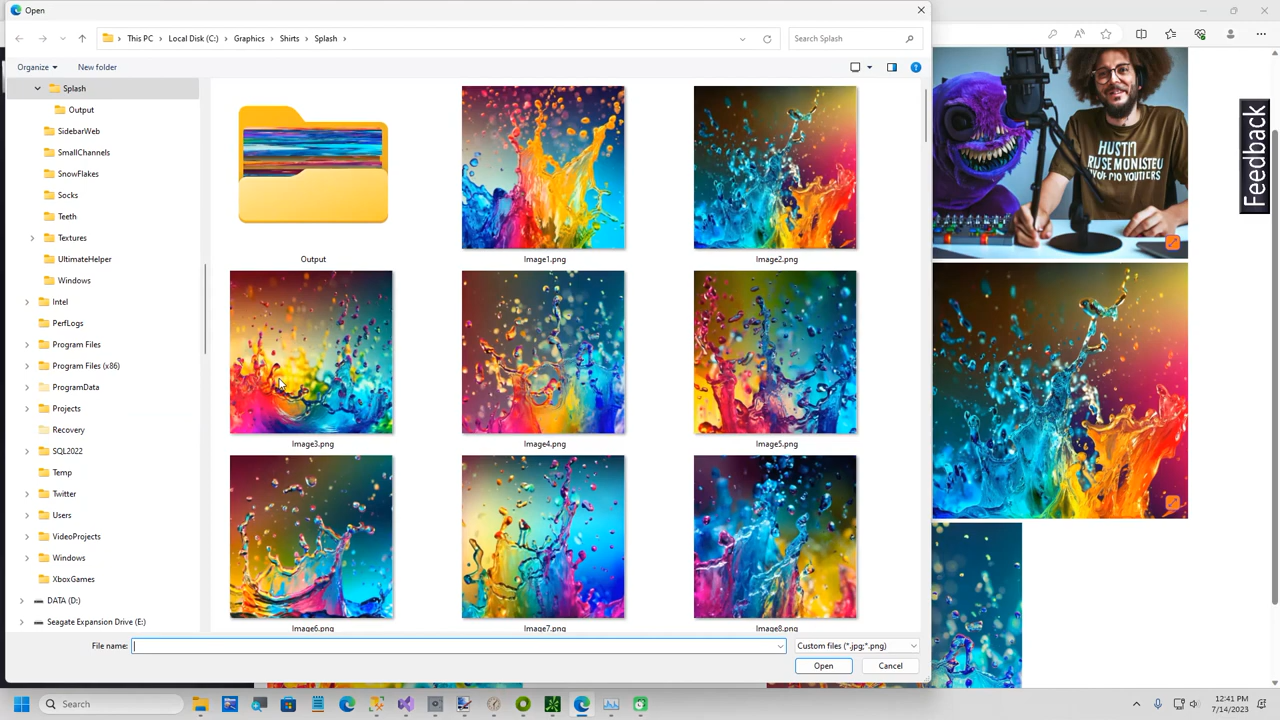 Open
This PC > Local Disk (C:) > Graphics > Shirts > Splash >
Search Splash
Organize
New folder
Splash
Output
SidebarWeb
SmallChannels
SnowFlakes
Socks
Teeth
Textures
UltimateHelper
Windows
Intel
PerfLogs
Program Files
Program Files (x86)
ProgramData
Projects
Recovery
SQL2022
Temp
Twitter
Users
VideoProjects
Windows
XboxGames
DATA (D:)
Seagate Expansion Drive (E:)
Output
Image1.png
Image2.png
Image3.png
Image4.png
Image5.png
Image6.png
Image7.png
Image8.png
File name:
Custom files (*.jpg;*.png)
Open
Cancel
Feedback
Search
12:41 PM
7/14/2023